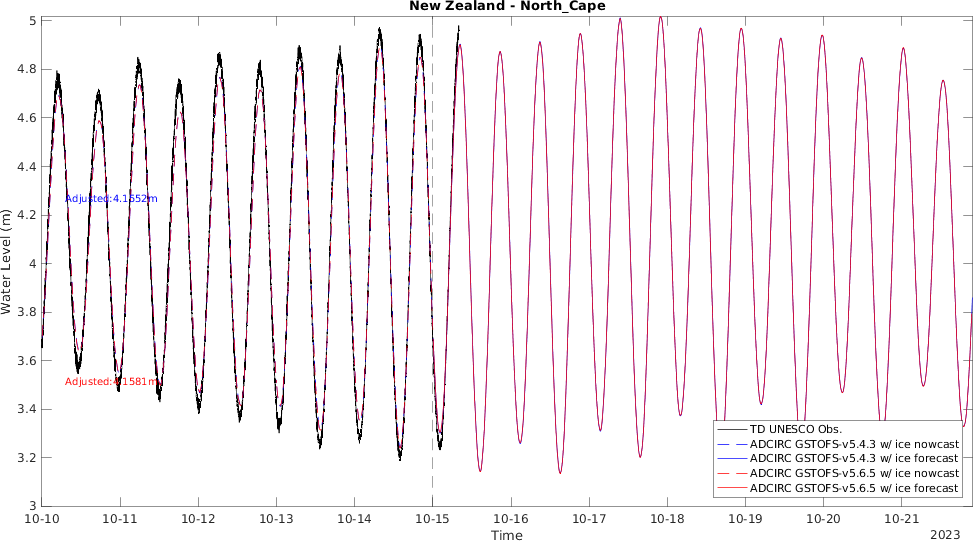 New Zealand - North_Cape
5
4.8
4.6
4.4
4.2
4
3.8
3.6
3.4
3.2
3
Water Level (m)
Adjusted:4.1552m
Adjusted:4.1581m
TD UNESCO Obs.
ADCIRC GSTOFS-v5.4.3 w/ ice nowcast
ADCIRC GSTOFS-v5.4.3 w/ ice forecast
ADCIRC GSTOFS-v5.6.5 w/ ice nowcast
ADCIRC GSTOFS-v5.6.5 w/ ice forecast
10-10 10-11 10-12 10-13 10-14 10-15 10-16 10-17 10-18 10-19 10-20 10-21
Time
2023